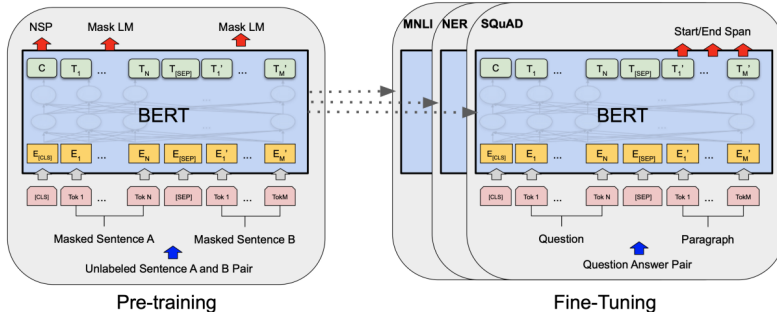 NSP Mask LM Mask LM
C T1 ... TN T[SEP] T1' ... TM'
BERT
E[CLS] E1 ... EN E[SEP] E1' ... EM'
[CLS] Tok 1 ... Tok N [SEP] Tok 1 ... TokM
Masked Sentence A Masked Sentence B
Unlabeled Sentence A and B Pair
Pre-training
MNLI NER SQuAD
Start/End Span
C T1 ... TN T[SEP] T1' ... TM'
BERT
E[CLS] E1 ... EN E[SEP] E1' ... EM'
[CLS] Tok 1 ... Tok N [SEP] Tok 1 ... TokM
Question Paragraph
Question Answer Pair
Fine-Tuning